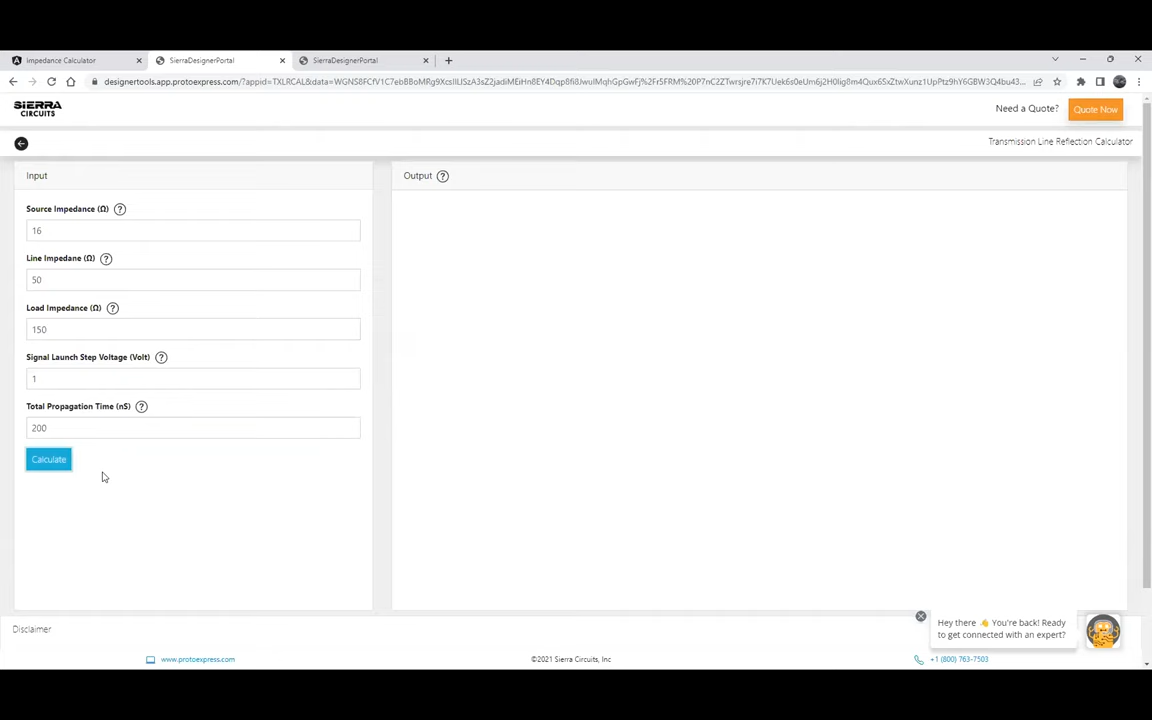 Impedance Calculator
SierraDesignerPortal
SierraDesignerPortal
SIERRA
CIRCUITS
Need a Quote?
Quote Now
Transmission Line Reflection Calculator
Input
Output ?
Source Impedance (Ω) ?
16
Line Impedane (Ω) ?
50
Load Impedance (Ω) ?
150
Signal Launch Step Voltage (Volt) ?
1
Total Propagation Time (nS) ?
200
Calculate
Hey there 👋 You're back! Ready
to get connected with an expert?
Disclaimer
www.protoexpress.com
©2021 Sierra Circuits, Inc
+1 (800) 763-7503